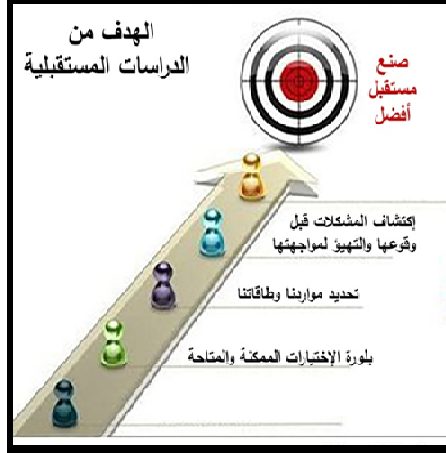 الهدف من
الدراسات المستقبلية
صنع
مستقبل
أفضل
إكتشاف المشكلات قبل
وقوعها والتهيؤ لمواجهتها
تحديد مواردنا وطاقاتنا
بلورة الإختيارات الممكنة والمتاحة